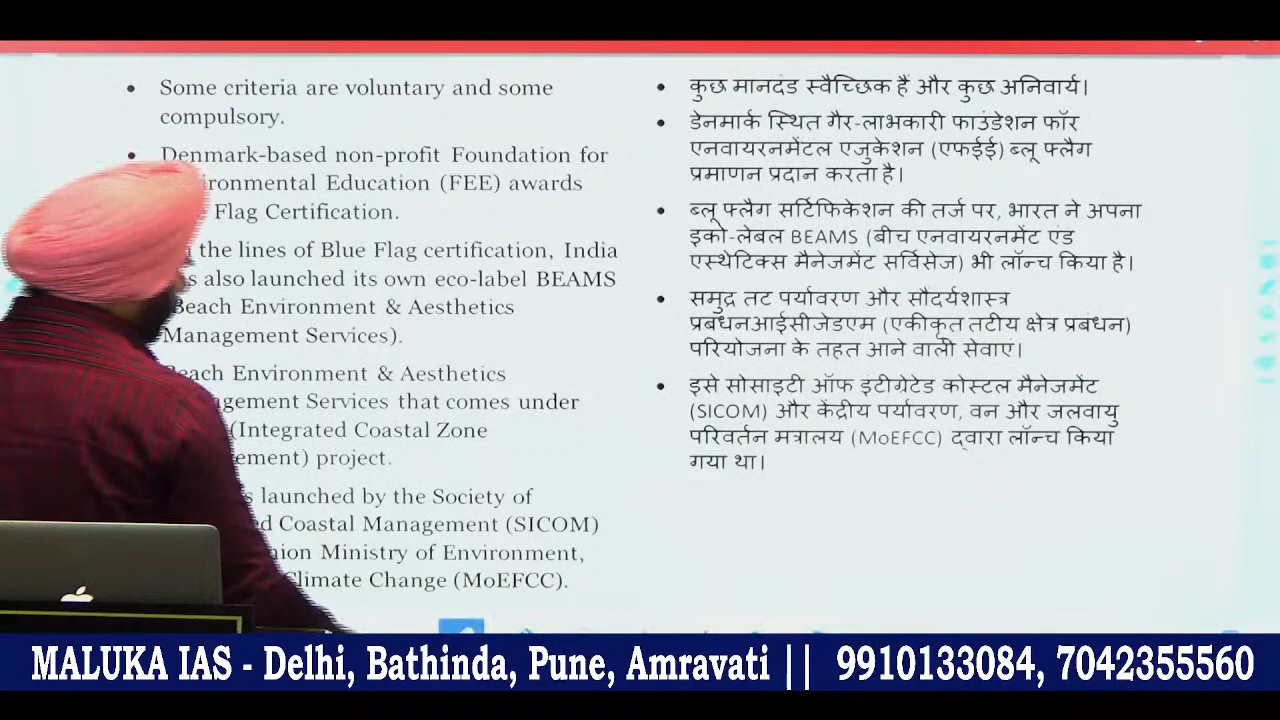 Some criteria are voluntary and some
compulsory.
Denmark-based non-profit Foundation for
ironmental Education (FEE) awards
Flag Certification.
the lines of Blue Flag certification, India
s also launched its own eco-label BEAMS
Beach Environment & Aesthetics
Management Services).
Beach Environment & Aesthetics
gement Services that comes under
(Integrated Coastal Zone
ement) project.
s launched by the Society of
ed Coastal Management (SICOM)
nion Ministry of Environment,
Climate Change (MoEFCC).
कुछ मानदंड स्वैच्छिक हैं और कुछ अनिवार्य।
डेनमार्क स्थित गैर-लाभकारी फाउंडेशन फॉर
एनवायरनमेंटल एजुकेशन (एफईई) ब्लू फ्लैग
प्रमाणन प्रदान करता है।
ब्लू फ्लैग सर्टिफिकेशन की तर्ज पर, भारत ने अपना
इको-लेबल BEAMS (बीच एनवायरनमेंट एंड
एस्थेटिक्स मैनेजमेंट सर्विसेज) भी लॉन्च किया है।
समुद्र तट पर्यावरण और सौंदर्यशास्त्र
प्रबंधनआईसीजेडएम (एकीकृत तटीय क्षेत्र प्रबंधन)
परियोजना के तहत आने वाली सेवाएं।
इसे सोसाइटी ऑफ इंटीग्रेटेड कोस्टल मैनेजमेंट
(SICOM) और केंद्रीय पर्यावरण, वन और जलवायु
परिवर्तन मंत्रालय (MoEFCC) द्वारा लॉन्च किया
गया था।
MALUKA IAS - Delhi, Bathinda, Pune, Amravati || 9910133084, 7042355560